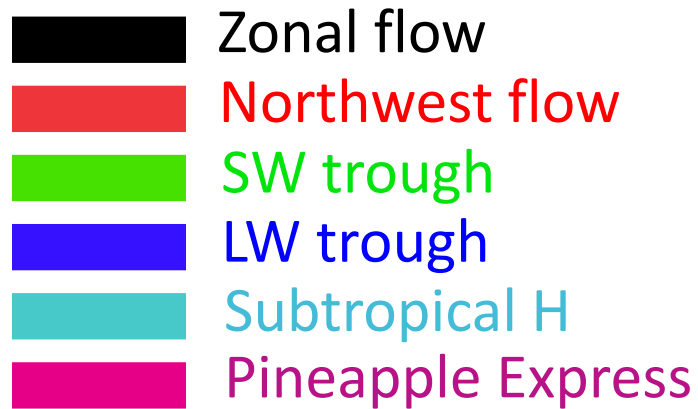 Zonal flow
Northwest flow
SW trough
LW trough
Subtropical H
Pineapple Express